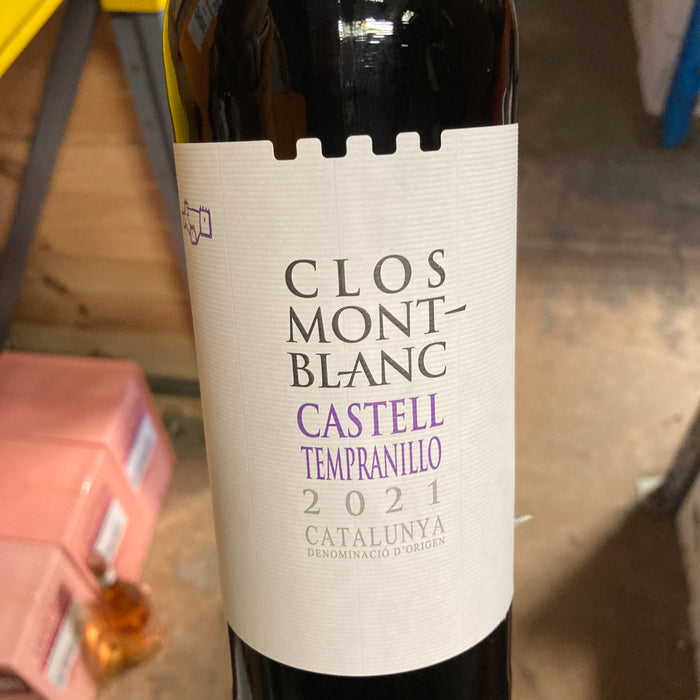 CLOS
MONT-
BLANC
CASTELL
TEMPRANILLO
2021
CATALUNYA
DENOMINACIÓ D'ORIGEN